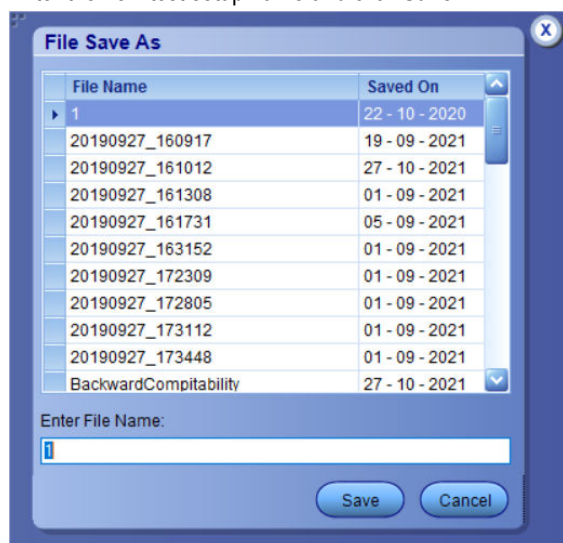 File Save As
X
File Name Saved On
1 22 - 10 - 2020
20190927_160917 19 - 09 - 2021
20190927_161012 27 - 10 - 2021
20190927_161308 01 - 09 - 2021
20190927_161731 05 - 09 - 2021
20190927_163152 01 - 09 - 2021
20190927_172309 01 - 09 - 2021
20190927_172805 01 - 09 - 2021
20190927_173112 01 - 09 - 2021
20190927_173448 01 - 09 - 2021
BackwardCompitability 27 - 10 - 2021
Enter File Name:
1
Save Cancel